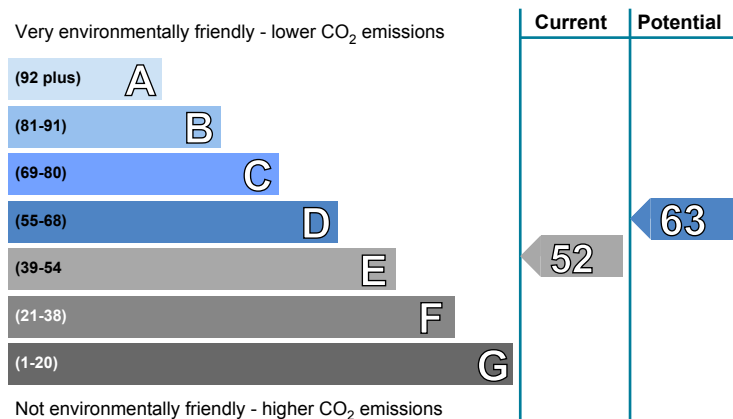 Current Potential
Very environmentally friendly - lower CO2 emissions
(92 plus) A
(81-91) B
(69-80) C
(55-68) D
63
(39-54 E
52
(21-38) F
(1-20) G
Not environmentally friendly - higher CO2 emissions